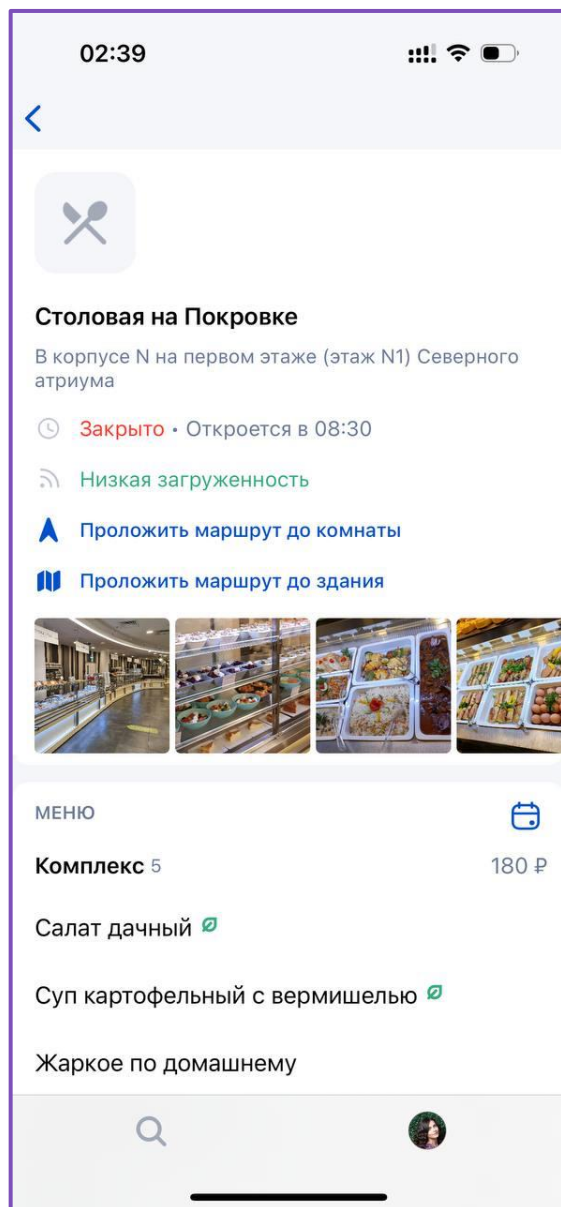 02:39
Столовая на Покровке
В корпусе N на первом этаже (этаж N1) Северного
атриума
Закрыто • Откроется в 08:30
Низкая загруженность
Проложить маршрут до комнаты
Проложить маршрут до здания
МЕНЮ
Комплекс 5 180 ₽
Салат дачный
Суп картофельный с вермишелью
Жаркое по домашнему